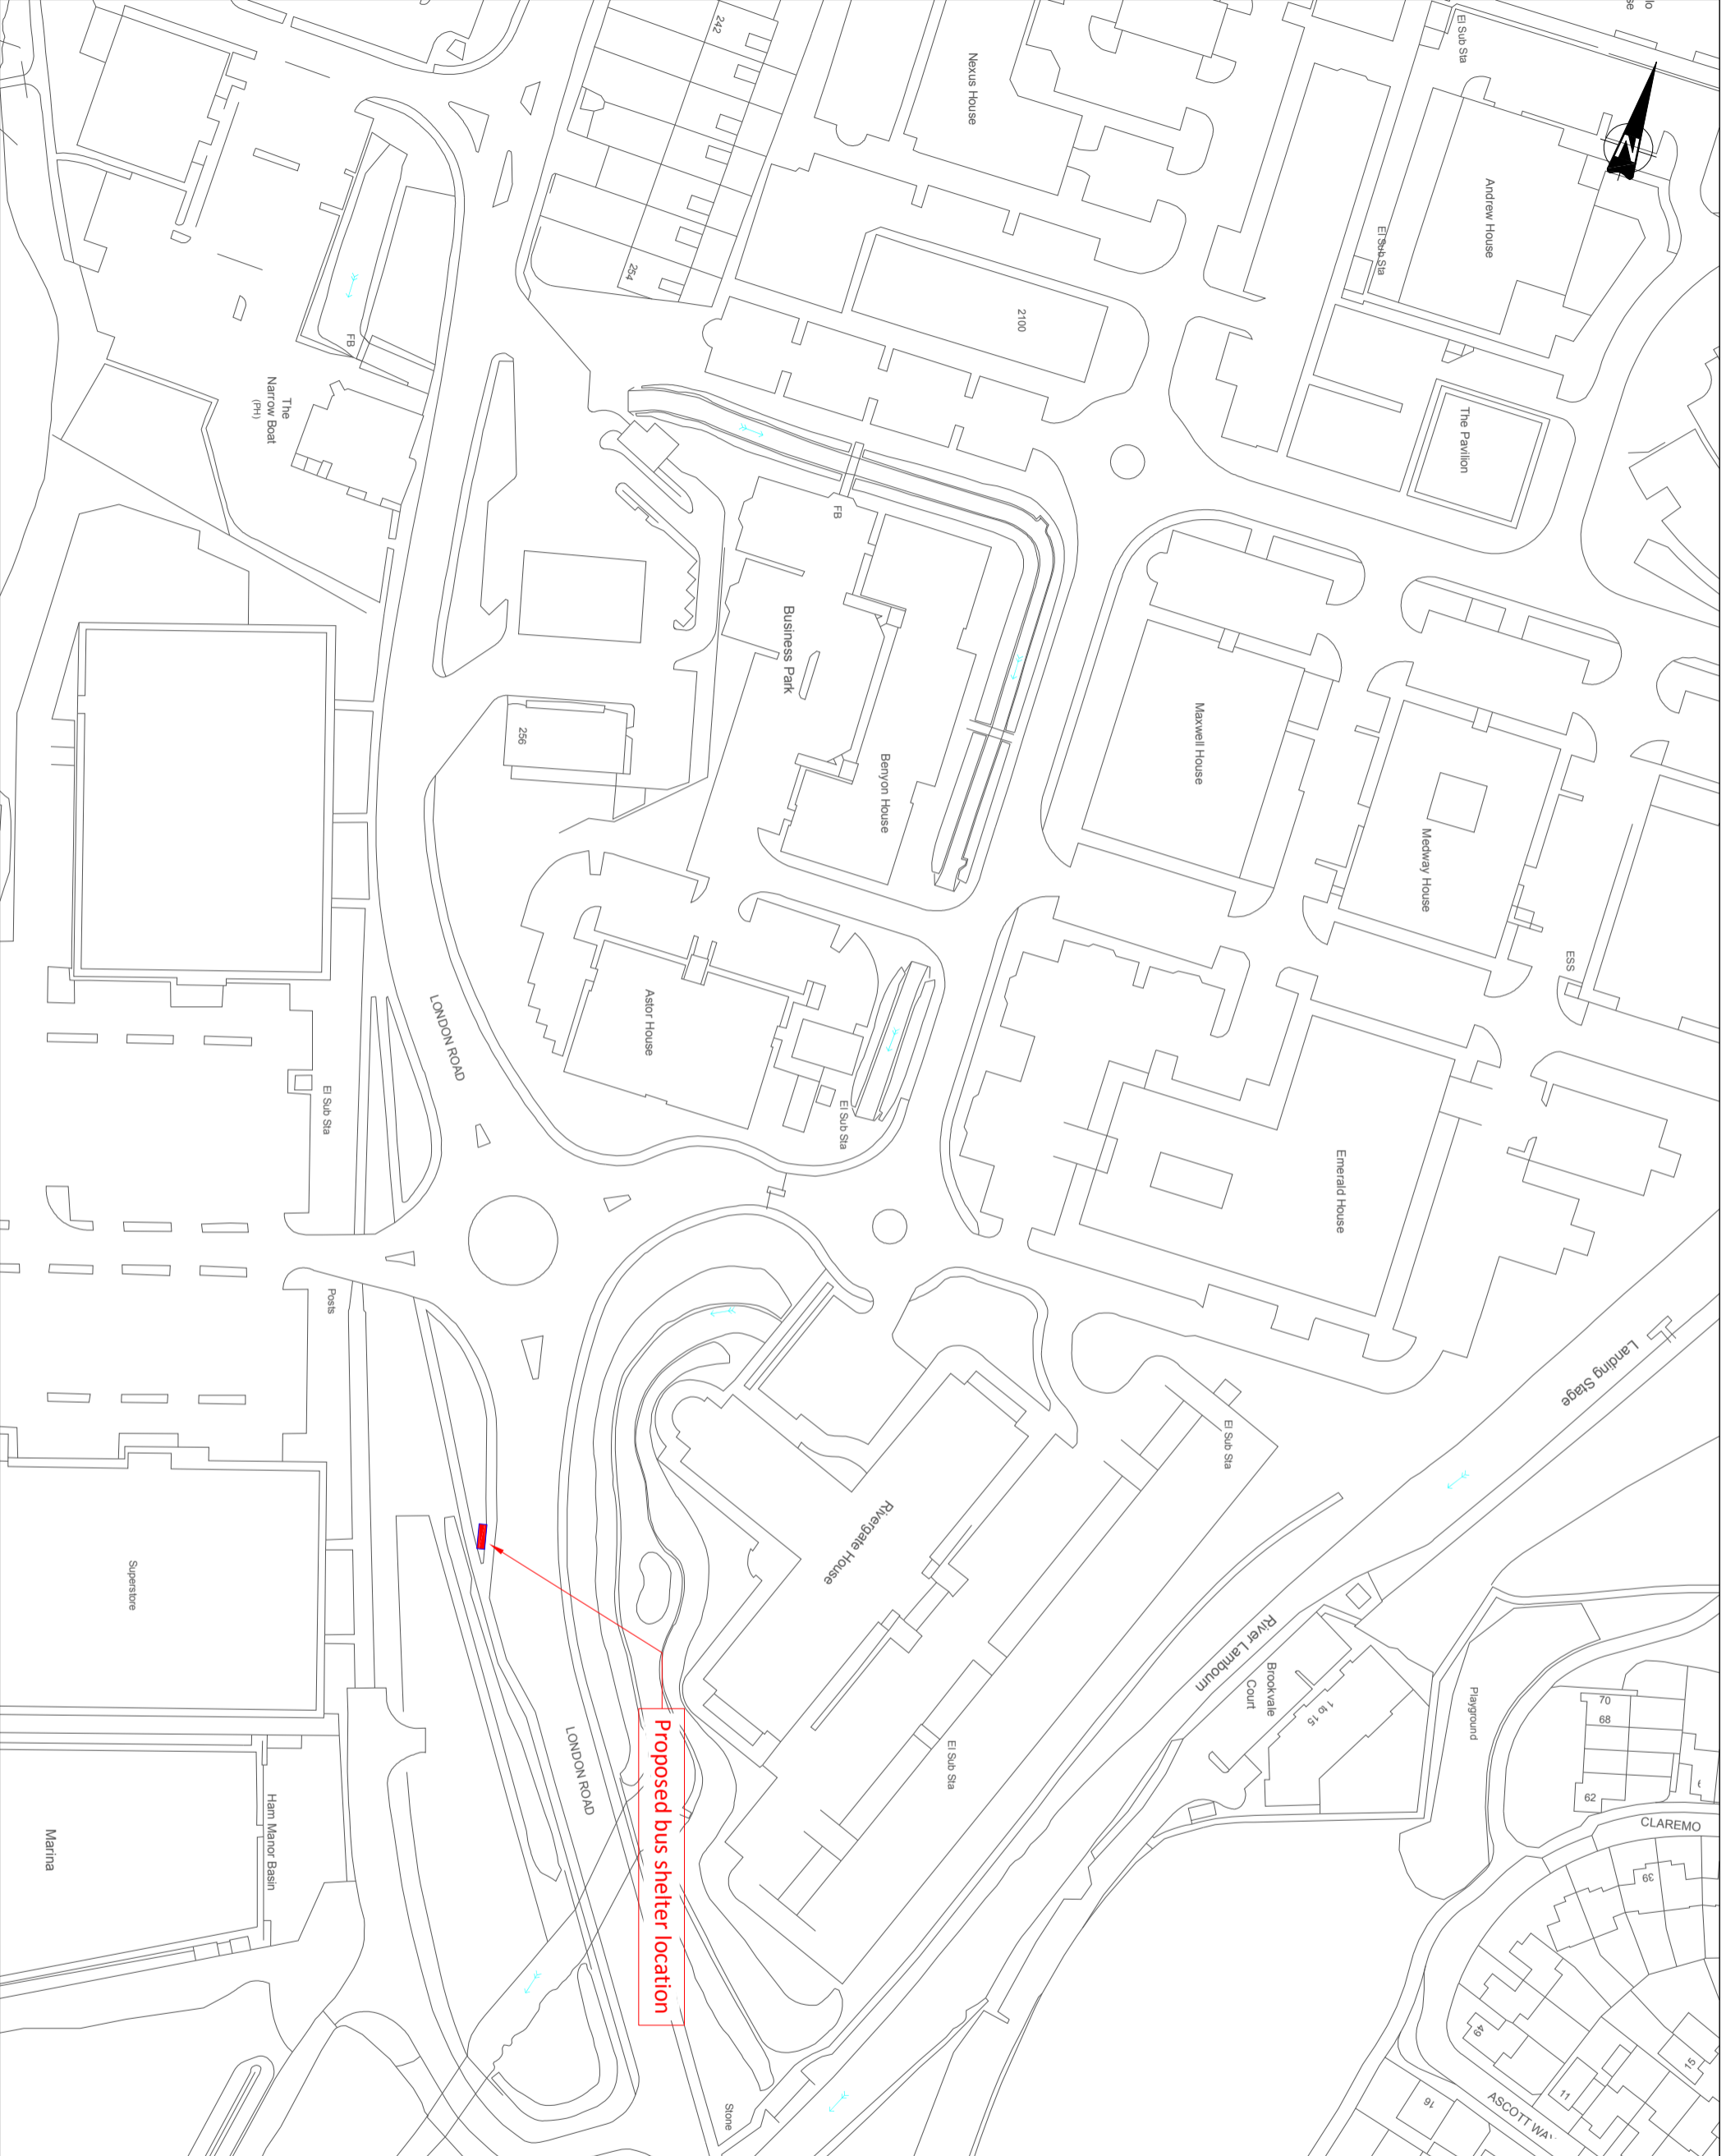 El Sub Sta
N
242
Nexus House
Andrew House
El Sub Sta
254
2100
FB
The
Narrow Boat
(PH)
The Pavilion
FB
Business Park
256
Benyon House
Maxwell House
Medway House
ESS
LONDON ROAD
Astor House
El Sub Sta
El Sub Sta
Emerald House
Posts
Landing Stage
El Sub Sta
Rivergate House
Superstore
River Lambourn
Brookvale
Court
1 to 15
Playground
70
68
62
El Sub Sta
LONDON ROAD
Proposed bus shelter location
CLAREMO
39
Marina
Ham Manor Basin
49
15
11
16
ASCOTT WAY
Stone